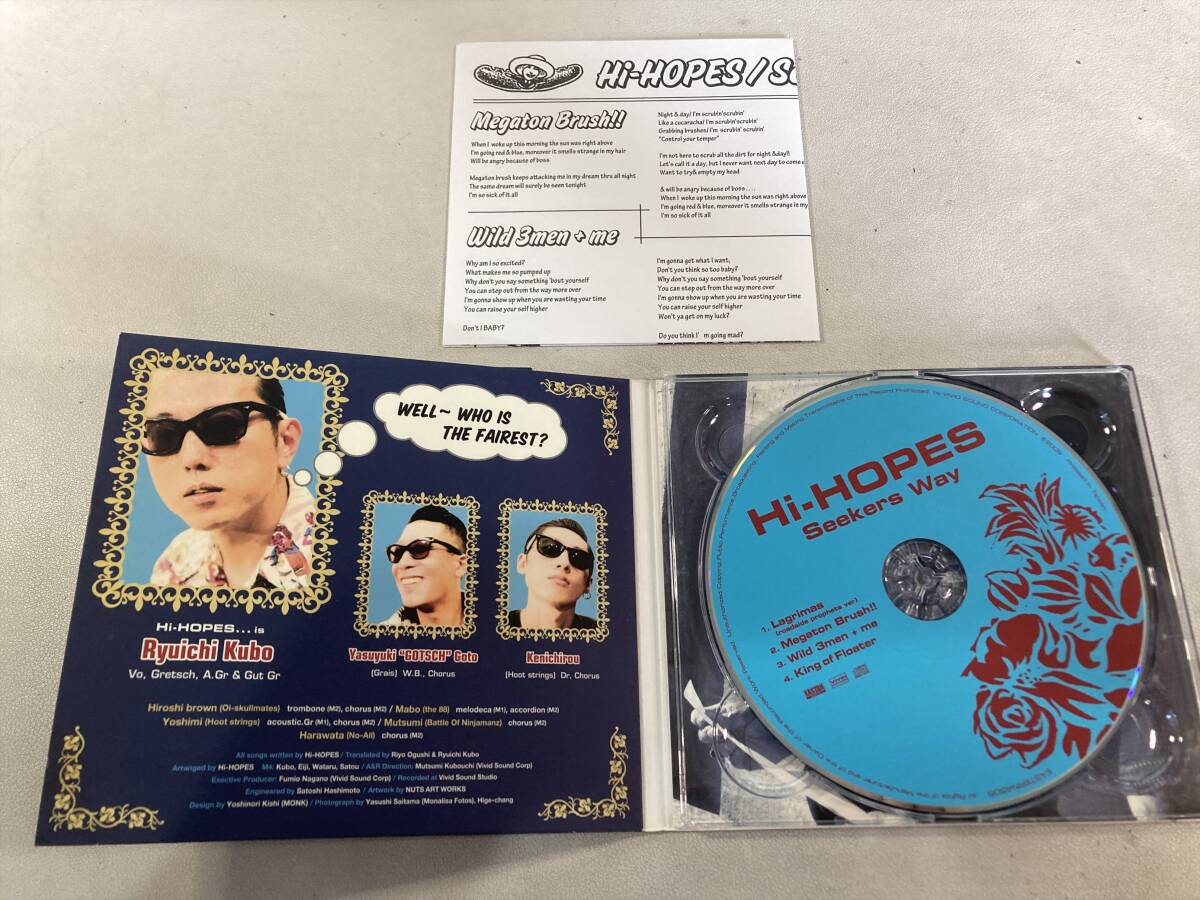 Hi-HOPES / S
Megaton Brush!!
When I woke up this morning the sun was right above
I'm going red & blue, moreover it smells strange in my hair
Will be angry because of boss
Megaton brush keeps attacking me in my dream thru all night
The same dream will surely be seen tonight
I'm so sick of it all
Night & day/ I'm scrubin'scrubin'
Like a cucaracha/ I'm scrubin'scrubin'
Grabbing brushes/ I'm scrubin' scrubin'
"Control your temper"
I'm not here to scrub all the dirt for night &day!!
Let's call it a day, but I never want next day to come
Want to try& empty my head
& will be angry because of boss....
When I woke up this morning the sun was right above
I'm going red & blue, moreover it smells strange in my
I'm so sick of it all
Wild 3men + me
Why am I so excited?
What makes me so pumped up
Why don't you say something 'bout yourself
You can step out from the way more over
I'm gonna show up when you are wasting your time
You can raise your self higher
Don't I BABY?
I'm gonna get what I want,
Don't you think so too baby?
Why don't you say something 'bout yourself
You can step out from the way more over
I'm gonna show up when you are wasting your time
You can raise your self higher
Won't ya get on my luck?
Do you think I' m going mad?
WELL~ WHO IS
THE FAIREST?
Hi-HOPES... is
Ryuichi Kubo
Vo, Gretsch, A.Gr & Gut Gr
Yasuyuki "GOTSCH" Goto
(Grais) W.B., Chorus
Kenichirou
(Hoot strings) Dr, Chorus
Hiroshi brown (Oi-skullmates) trombone (M2), chorus (M2) / Mabo (the 88) melodeca (M1), accordion (M2)
Yoshimi (Hoot strings) acoustic.Gr (M1), chorus (M2) / Mutsumi (Battle Of Ninjamanz) chorus (M2)
Harawata (No-All) chorus (M2)
All songs written by Hi-HOPES / Translated by Riyo Ogushi & Ryuichi Kubo
Arranged by Hi-HOPES M4: Kubo, Eiji, Wataru, Satou / A&R Direction: Mutsumi Kubouchi (Vivid Sound Corp)
Exective Producer: Fumio Nagano (Vivid Sound Corp) / Recorded at Vivid Sound Studio
Engineered by Satoshi Hashimoto / Artwork by NUTS ART WORKS
Design by Yoshinori Kishi (MONK) / Photograph by Yasushi Saitama (Monalisa Fotos), Hige-chang
Hi-HOPES
Seekers Way
1. Lagrimas
(roadside prophets ver)
2. Megaton Brush!!
3. Wild 3men + me
4. King of Floater